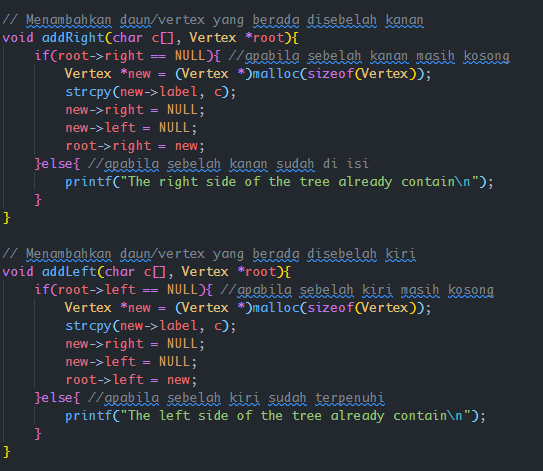 // Menambahkan daun/vertex yang berada disebelah kanan
void addRight(char c[], Vertex *root){
    if(root->right == NULL){ //apabila sebelah kanan masih kosong
        Vertex *new = (Vertex *)malloc(sizeof(Vertex));
        strcpy(new->label, c);
        new->right = NULL;
        new->left = NULL;
        root->right = new;
    }else{ //apabila sebelah kanan sudah di isi
        printf("The right side of the tree already contain\n");
    }
}
// Menambahkan daun/vertex yang berada disebelah kiri
void addLeft(char c[], Vertex *root){
    if(root->left == NULL){ //apabila sebelah kiri masih kosong
        Vertex *new = (Vertex *)malloc(sizeof(Vertex));
        strcpy(new->label, c);
        new->right = NULL;
        new->left = NULL;
        root->left = new;
    }else{ //apabila sebelah kiri sudah terpenuhi
        printf("The left side of the tree already contain\n");
    }
}